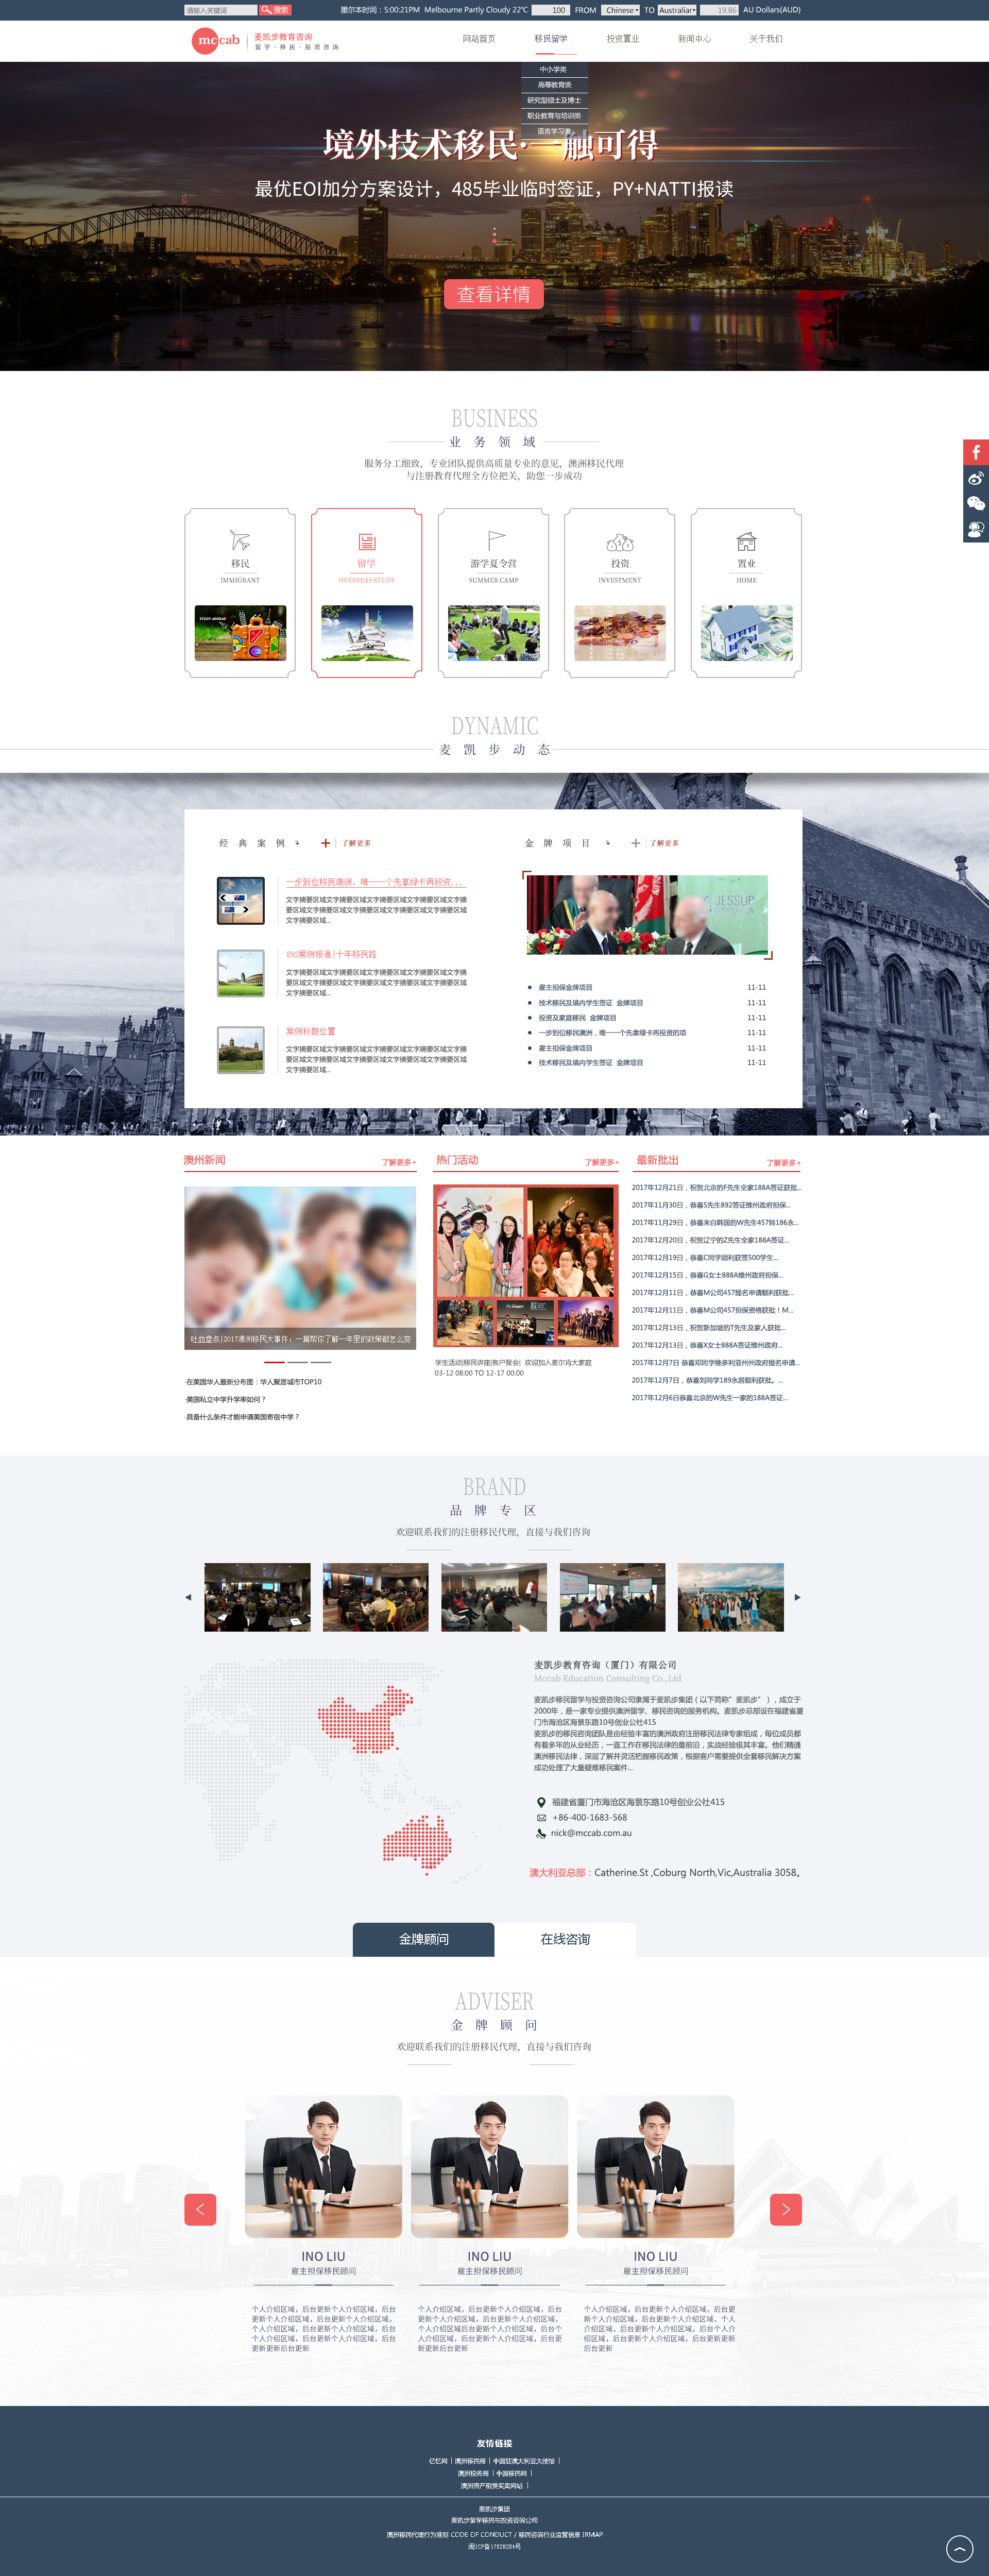 请输入关键词 搜索 墨尔本时间：5:00:21PM Melbourne Partly Cloudy 22℃ 100 FROM Chinese TO Australiar 19.86 AU Dollars(AUD)
mccab 麦凯步教育咨询
留学·移民·投资咨询
网站首页 移民留学 投资置业 新闻中心 关于我们
中小学类
高等教育类
研究型硕士及博士
职业教育与培训类
语言学习类
境外技术移民·一触可得
最优EOI加分方案设计，485毕业临时签证，PY+NATTI报读
查看详情
BUSINESS
业务领域
服务分工细致，专业团队提供高质量专业的意见，澳洲移民代理
与注册教育代理全方位把关，助您一步成功
移民 留学 游学夏令营 投资 置业
IMMIGRANT OVERSEAS STUDY SUMMER CAMP INVESTMENT HOME
STUDY ABROAD
DYNAMIC
麦凯步动态
经典案例 了解更多
一步到位移民澳洲，唯一一个先拿绿卡再投资...
文字摘要区域文字摘要区域文字摘要区域文字摘要区域文字摘
要区域文字摘要区域文字摘要区域文字摘要区域文字摘要区域
文字摘要区域...
892案例报道|十年移民路
文字摘要区域文字摘要区域文字摘要区域文字摘要区域文字摘
要区域文字摘要区域文字摘要区域文字摘要区域文字摘要区域
文字摘要区域...
案例标题位置
文字摘要区域文字摘要区域文字摘要区域文字摘要区域文字摘
要区域文字摘要区域文字摘要区域文字摘要区域文字摘要区域
文字摘要区域...
金牌项目 了解更多
JESSUP
COMPETITION
雇主担保金牌项目 11-11
技术移民及境内学生签证 金牌项目 11-11
投资及家庭移民 金牌项目 11-11
一步到位移民澳洲，唯一一个先拿绿卡再投资的项 11-11
雇主担保金牌项目 11-11
技术移民及境内学生签证 金牌项目 11-11
澳州新闻 了解更多+
吐血盘点|2017澳洲移民大事件：一篇帮你了解一年里的政策都怎么变
·在美国华人最新分布图：华人聚居城市TOP10
·美国私立中学升学率如何？
·具备什么条件才能申请美国寄宿中学？
热门活动 了解更多+
学生活动|移民讲座|客户聚会| 欢迎加入麦尔肯大家庭
03-12 08:00 TO 12-17 00:00
最新批出 了解更多+
2017年12月21日，祝贺北京的F先生全家188A签证获批...
2017年11月30日，恭喜S先生892签证维州政府担保...
2017年11月29日，恭喜来自韩国的W先生457转186永...
2017年12月20日，祝贺辽宁的Z先生全家188A签证...
2017年12月19日，恭喜C同学顺利获签500学生...
2017年12月15日，恭喜G女士888A维州政府担保...
2017年12月11日，恭喜M公司457提名申请顺利获批...
2017年12月11日，恭喜M公司457担保资格获批！M...
2017年12月13日，祝贺新加坡的T先生及家人获批...
2017年12月13日，恭喜X女士888A签证维州政府...
2017年12月7日 恭喜邓同学维多利亚州州政府提名申请...
2017年12月7日，恭喜刘同学189永居顺利获批。...
2017年12月6日恭喜北京的W先生一家的188A签证...
BRAND
品牌专区
欢迎联系我们的注册移民代理，直接与我们咨询
麦凯步教育咨询（厦门）有限公司
Mccab Education Consulting Co.,Ltd
麦凯步移民留学与投资咨询公司隶属于麦凯步集团（以下简称”麦凯步”），成立于
2000年，是一家专业提供澳洲留学、移民咨询的服务机构。麦凯步总部设在福建省厦
门市海沧区海景东路10号创业公社415
麦凯步的移民咨询团队是由经验丰富的澳洲政府注册移民法律专家组成，每位成员都
有着多年的从业经历，一直工作在移民法律的最前沿，实战经验极其丰富。他们精通
澳洲移民法律，深层了解并灵活把握移民政策，根据客户需要提供全套移民解决方案
成功处理了大量疑难移民案件...
福建省厦门市海沧区海景东路10号创业公社415
+86-400-1683-568
nick@mccab.com.au
澳大利亚总部：Catherine.St ,Coburg North,Vic,Australia 3058。
金牌顾问 在线咨询
ADVISER
金牌顾问
欢迎联系我们的注册移民代理，直接与我们咨询
INO LIU INO LIU INO LIU
雇主担保移民顾问 雇主担保移民顾问 雇主担保移民顾问
个人介绍区域，后台更新个人介绍区域，后台
更新个人介绍区域，后台更新个人介绍区域，
个人介绍区域，后台更新个人介绍区域，后台
个人介绍区域，后台更新个人介绍区域，后台
更新更新后台更新
个人介绍区域，后台更新个人介绍区域，后台
更新个人介绍区域，后台更新个人介绍区域，
个人介绍区域后台更新个人介绍区域，后台个
人介绍区域，后台更新个人介绍区域，后台更
新更新后台更新
个人介绍区域，后台更新个人介绍区域，后台更
新个人介绍区域，后台更新个人介绍区域，个人
介绍区域，后台更新个人介绍区域，后台个人介
绍区域，后台更新个人介绍区域，后台更新更新
后台更新
友情链接
亿忆网 | 澳洲移民局 | 中国驻澳大利亚大使馆 |
澳洲税务局 | 中国移民网 |
澳洲房产租赁买卖网站 |
麦凯步集团
麦凯步留学移民与投资咨询公司
澳洲移民代理行为准则 CODE OF CONDUCT / 移民咨询行业监管信息 IRMAP
闽ICP备17029284号